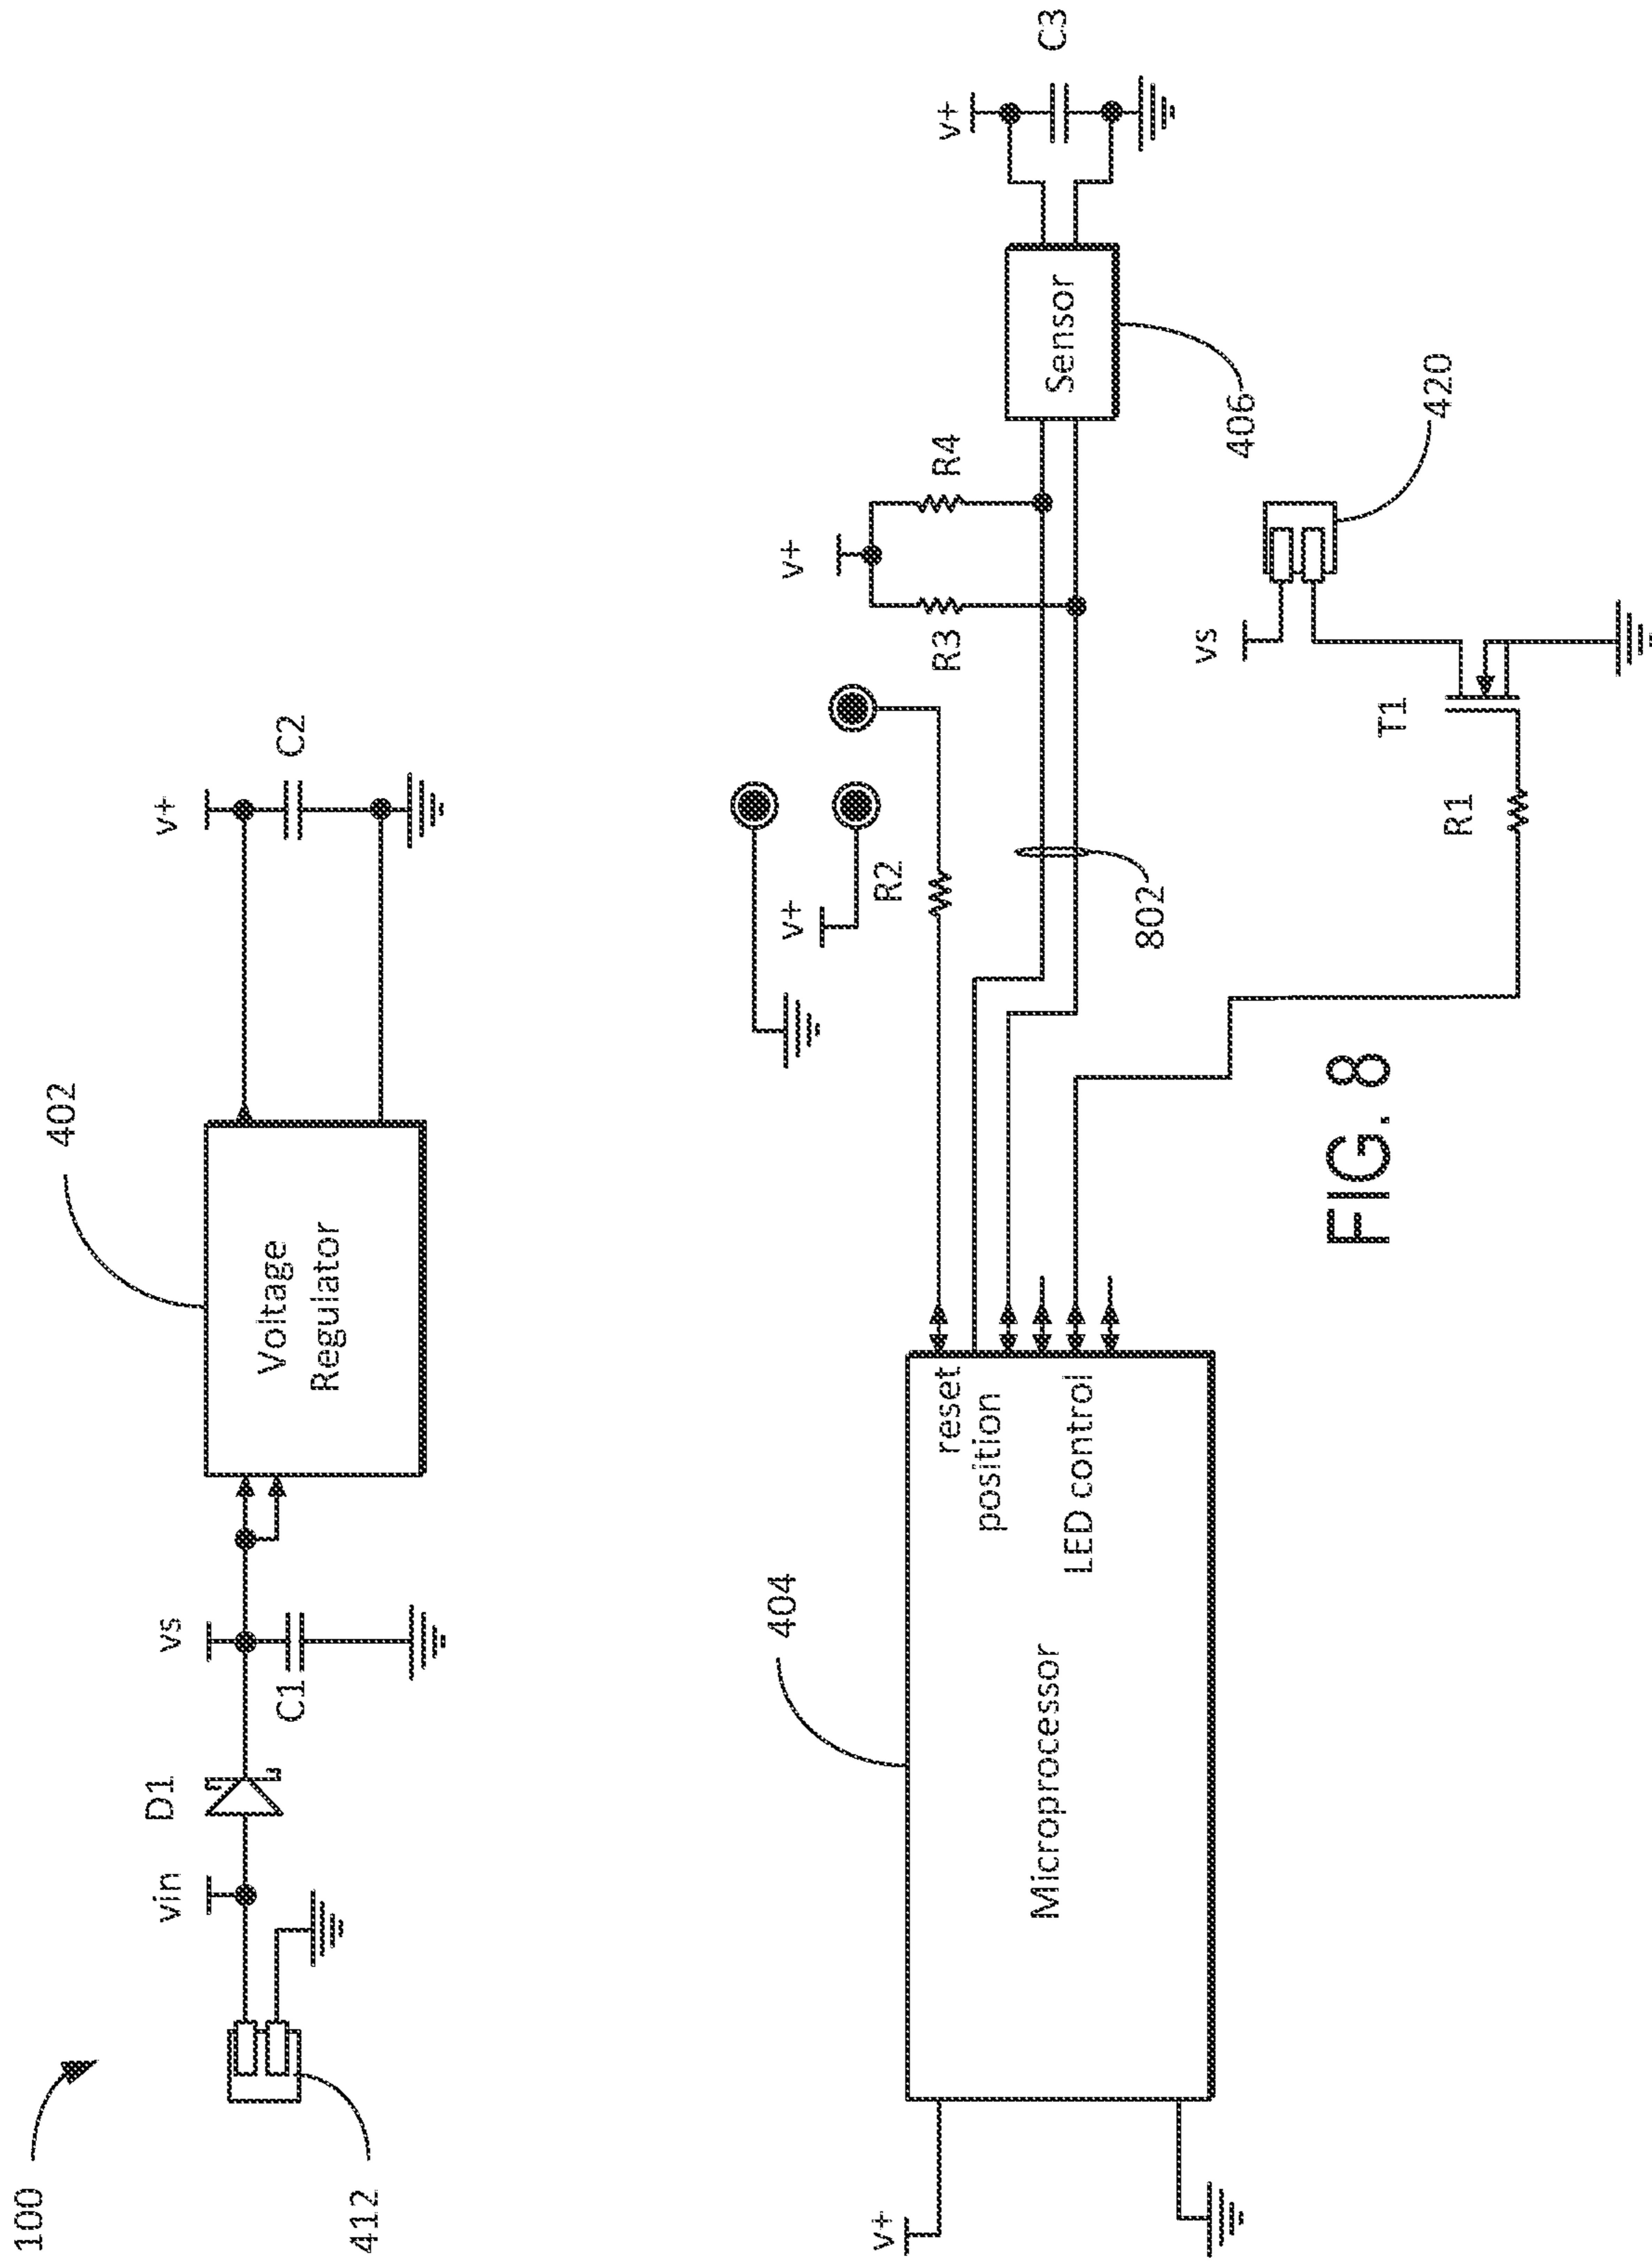 100
412
vin
D1
vs
C1
402
Voltage
Regulator
v+
C2
404
v+
Microprocessor
reset
position
LED control
v+
R2
802
v+
R3
R4
Sensor
406
v+
C3
vs
420
T1
R1
FIG. 8